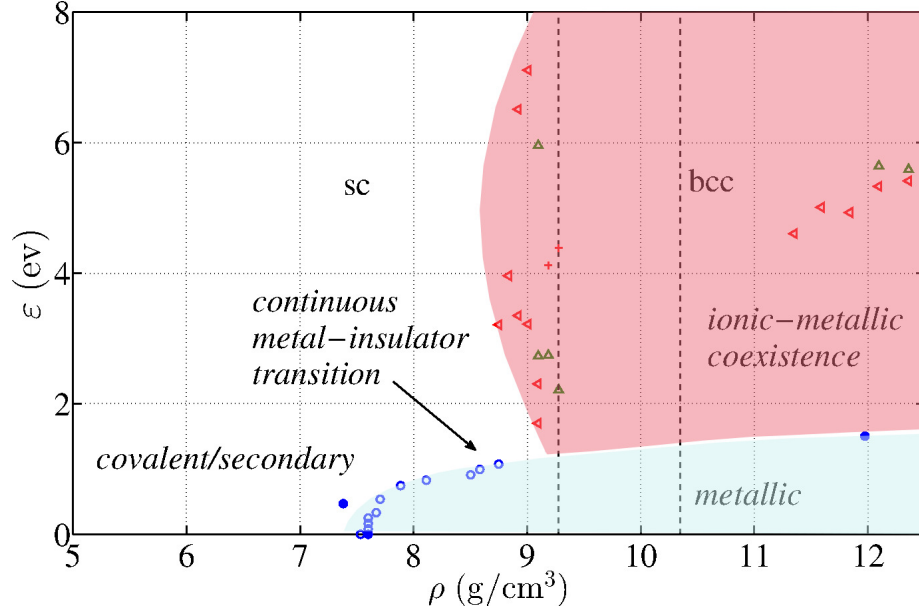 8
6
4
2
0
ε (ev)
sc
bcc
continuous
metal−insulator
transition
ionic−metallic
coexistence
covalent/secondary
metallic
5 6 7 8 9 10 11 12
ρ (g/cm³)